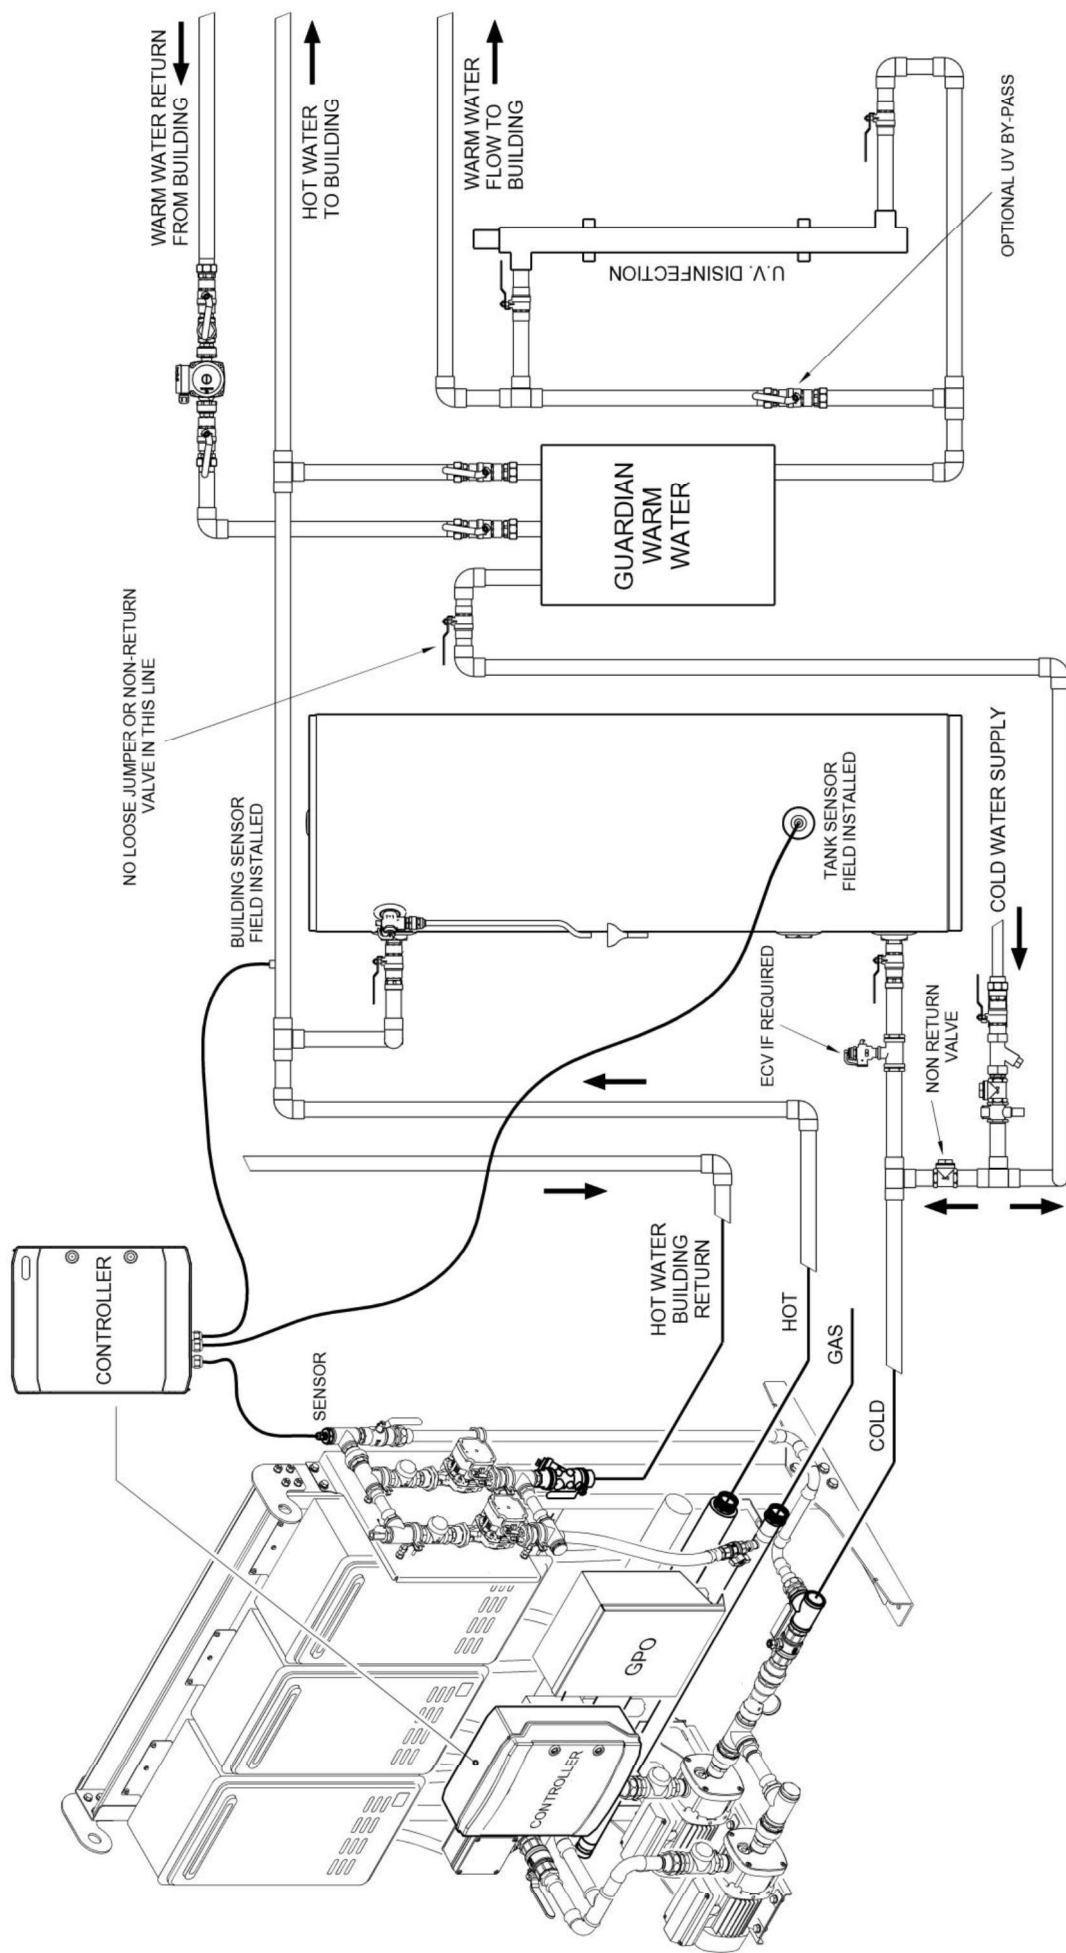 WARM WATER RETURN
FROM BUILDING
HOT WATER
TO BUILDING
WARM WATER
FLOW TO
BUILDING
U.V. DISINFECTION
OPTIONAL UV BY-PASS
GUARDIAN
WARM
WATER
NO LOOSE JUMPER OR NON-RETURN
VALVE IN THIS LINE
BUILDING SENSOR
FIELD INSTALLED
TANK SENSOR
FIELD INSTALLED
COLD WATER SUPPLY
ECV IF REQUIRED
NON RETURN
VALVE
CONTROLLER
SENSOR
HOT WATER
BUILDING
RETURN
HOT
GAS
COLD
GPO
CONTROLLER